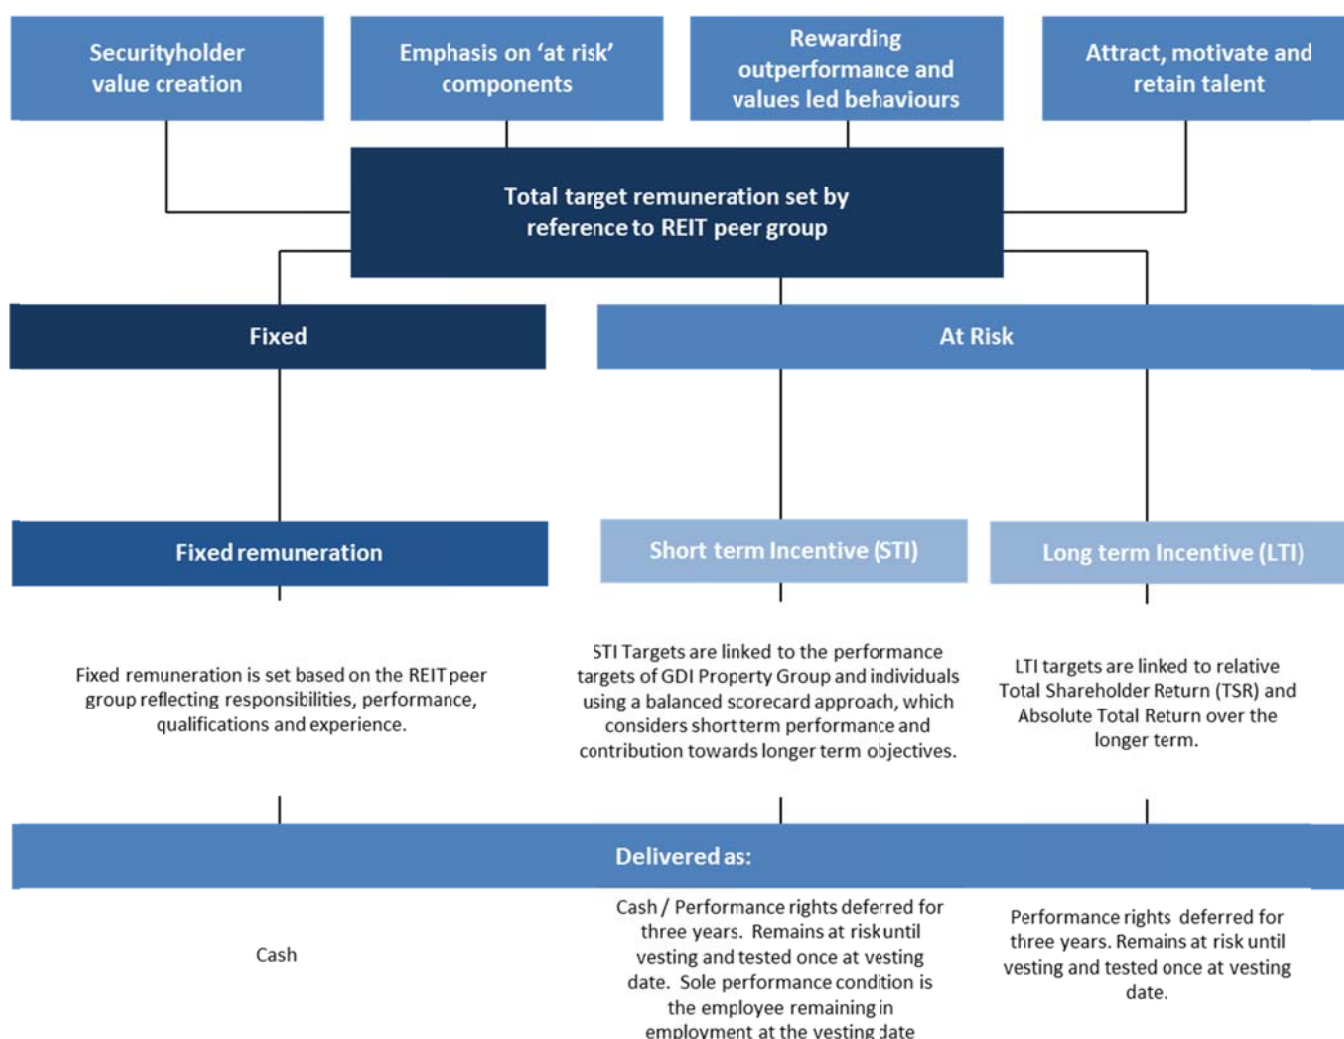 Securityholder
value creation
Emphasis on ‘at risk’
components
Rewarding
outperformance and
values led behaviours
Attract, motivate and
retain talent
Total target remuneration set by
reference to REIT peer group
Fixed
At Risk
Fixed remuneration
Short term Incentive (STI)
Long term Incentive (LTI)
Fixed remuneration is set based on the REIT peer
group reflecting responsibilities, performance,
qualifications and experience.
STI Targets are linked to the performance
targets of GDI Property Group and individuals
using a balanced scorecard approach, which
considers short term performance and
contribution towards longer term objectives.
LTI targets are linked to relative
Total Shareholder Return (TSR) and
Absolute Total Return over the
longer term.
Delivered as:
Cash
Cash / Performance rights deferred for
three years. Remains at risk until
vesting and tested once at vesting
date. Sole performance condition is
the employee remaining in
employment at the vesting date
Performance rights deferred for
three years. Remains at risk until
vesting and tested once at vesting
date.